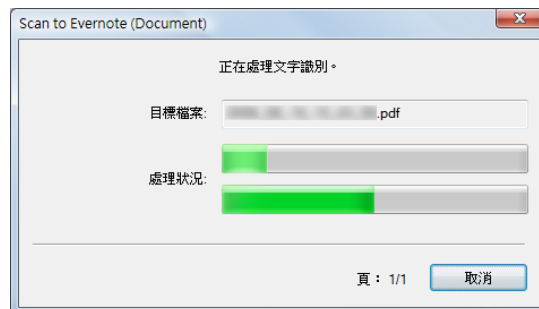 Scan to Evernote (Document)
正在處理文字識別。
目標檔案:
.pdf
處理狀況:
頁： 1/1
取消